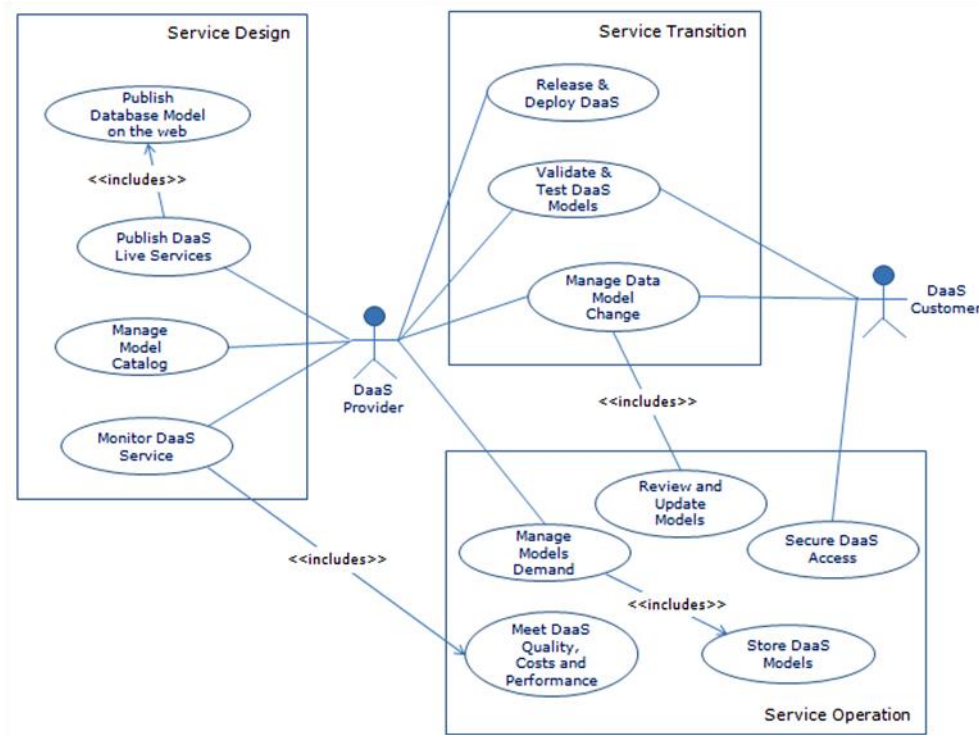 Service Design
Publish
Database Model
on the web
<<includes>>
Publish DaaS
Live Services
Manage
Model
Catalog
Monitor DaaS
Service
<<includes>>
DaaS
Provider
Service Transition
Release &
Deploy DaaS
Validate &
Test DaaS
Models
Manage Data
Model
Change
<<includes>>
DaaS
Customer
Review and
Update
Models
Manage
Models
Demand
Secure DaaS
Access
<<includes>>
Meet DaaS
Quality,
Costs and
Performance
Store DaaS
Models
Service Operation